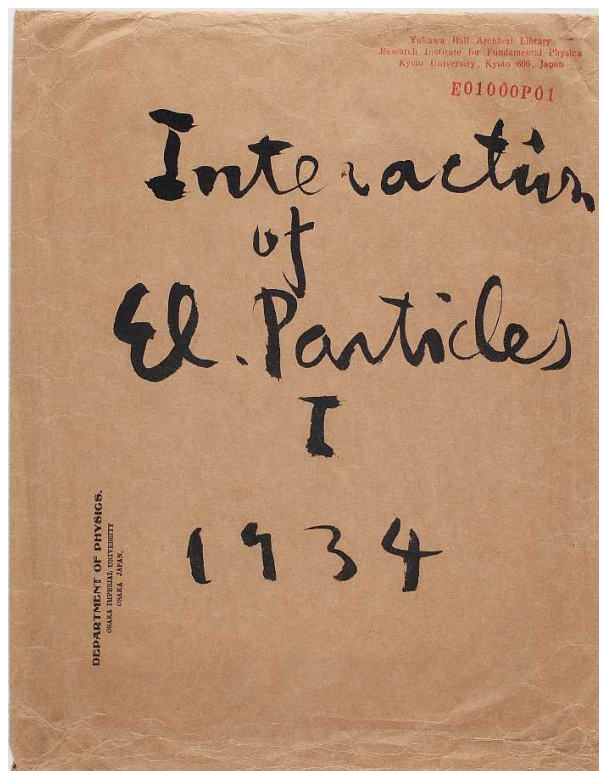 Yukawa Hall Archival Library
Research Institute for Fundamental Physics
Kyoto University, Kyoto 606, Japan
E01000P01
Interaction
of
El. Particles
I
1934
DEPARTMENT OF PHYSICS.
OSAKA IMPERIAL UNIVERSITY
OSAKA JAPAN.